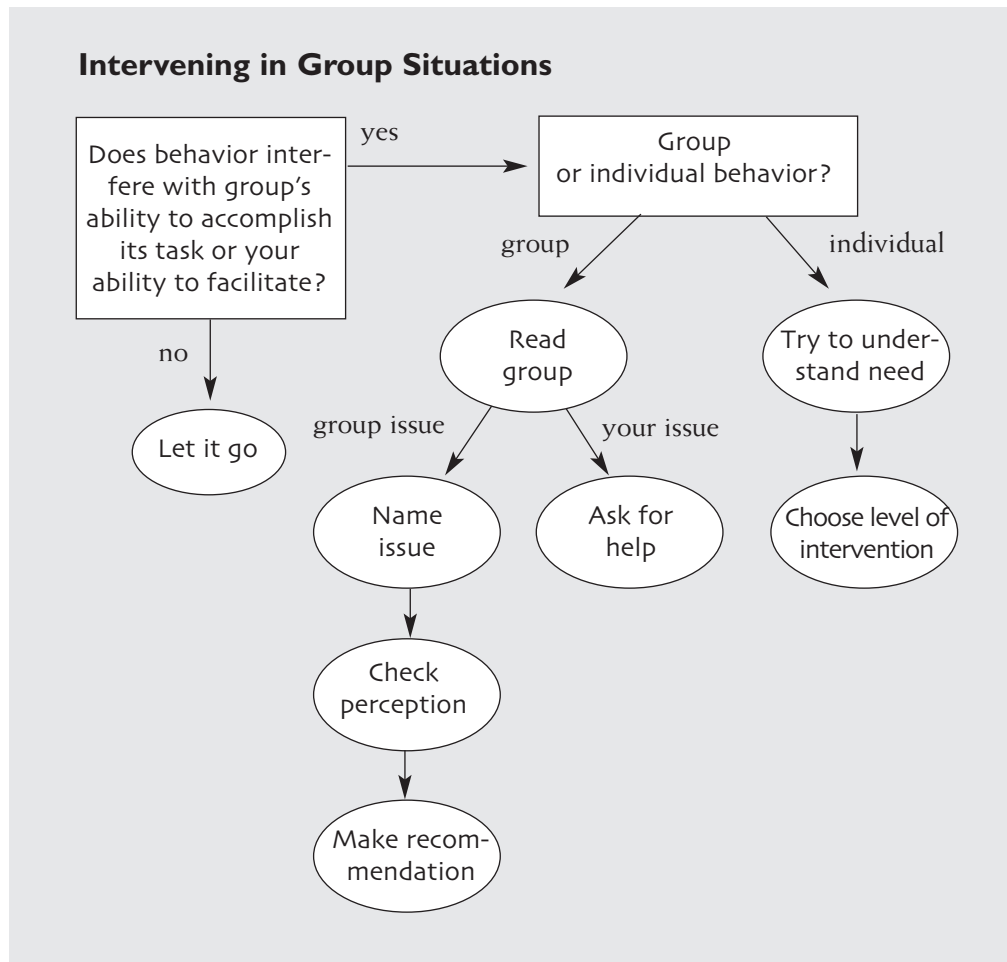 Intervening in Group Situations
Does behavior inter-
fere with group's
ability to accomplish
its task or your
ability to facilitate?
yes
Group
or individual behavior?
no
Let it go
group
individual
Read
group
Try to under-
stand need
group issue
your issue
Name
issue
Ask for
help
Choose level of
intervention
Check
perception
Make recom-
mendation